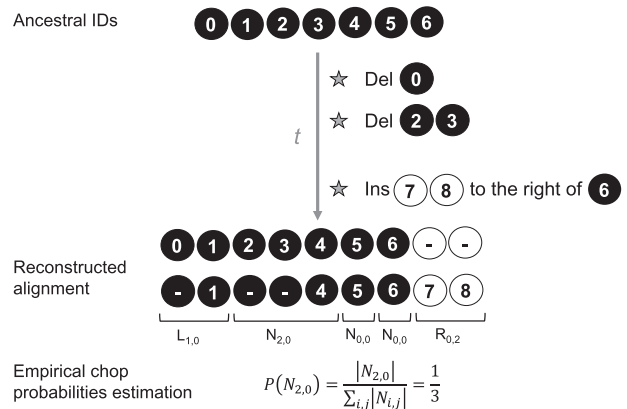 Ancestral IDs 0 1 2 3 4 5 6
Del 0
Del 2 3
t
Ins 7 8 to the right of 6
0 1 2 3 4 5 6 - -
Reconstructed alignment
- 1 - - 4 5 6 7 8
L1,0 N2,0 N0,0 N0,0 R0,2
Empirical chop
probabilities estimation
P(N2,0) = |N2,0| / ∑i,j|Ni,j| = 1/3